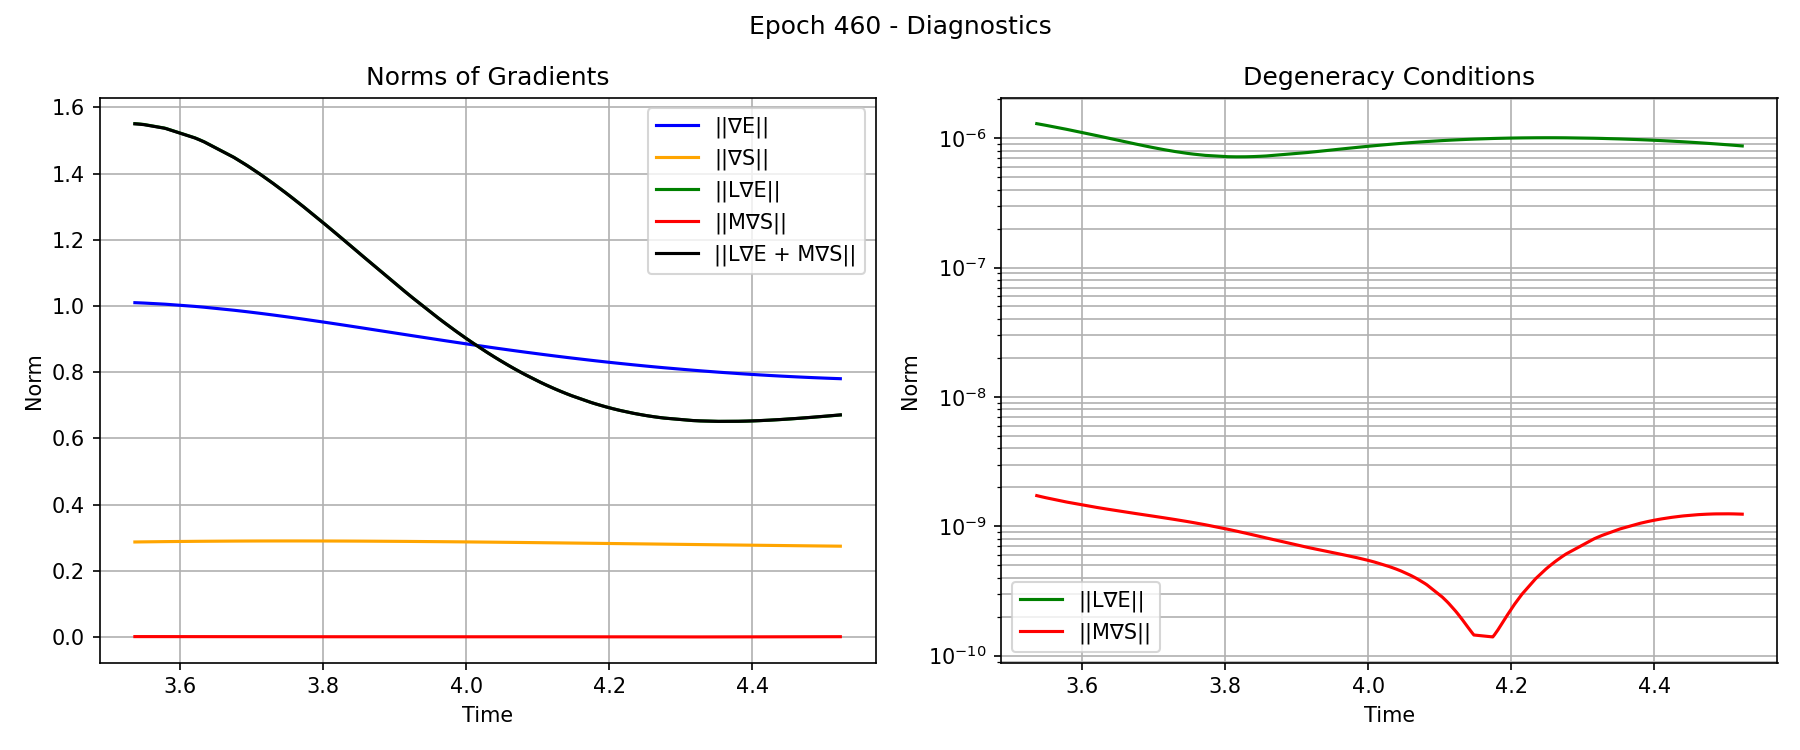 Epoch 460 - Diagnostics
Norms of Gradients
Norm
1.6
1.4
1.2
1.0
0.8
0.6
0.4
0.2
0.0
||∇E||
||∇S||
||L∇E||
||M∇S||
||L∇E + M∇S||
3.6 3.8 4.0 4.2 4.4
Time
Degeneracy Conditions
Norm
10⁻⁶
10⁻⁷
10⁻⁸
10⁻⁹
10⁻¹⁰
||L∇E||
||M∇S||
3.6 3.8 4.0 4.2 4.4
Time